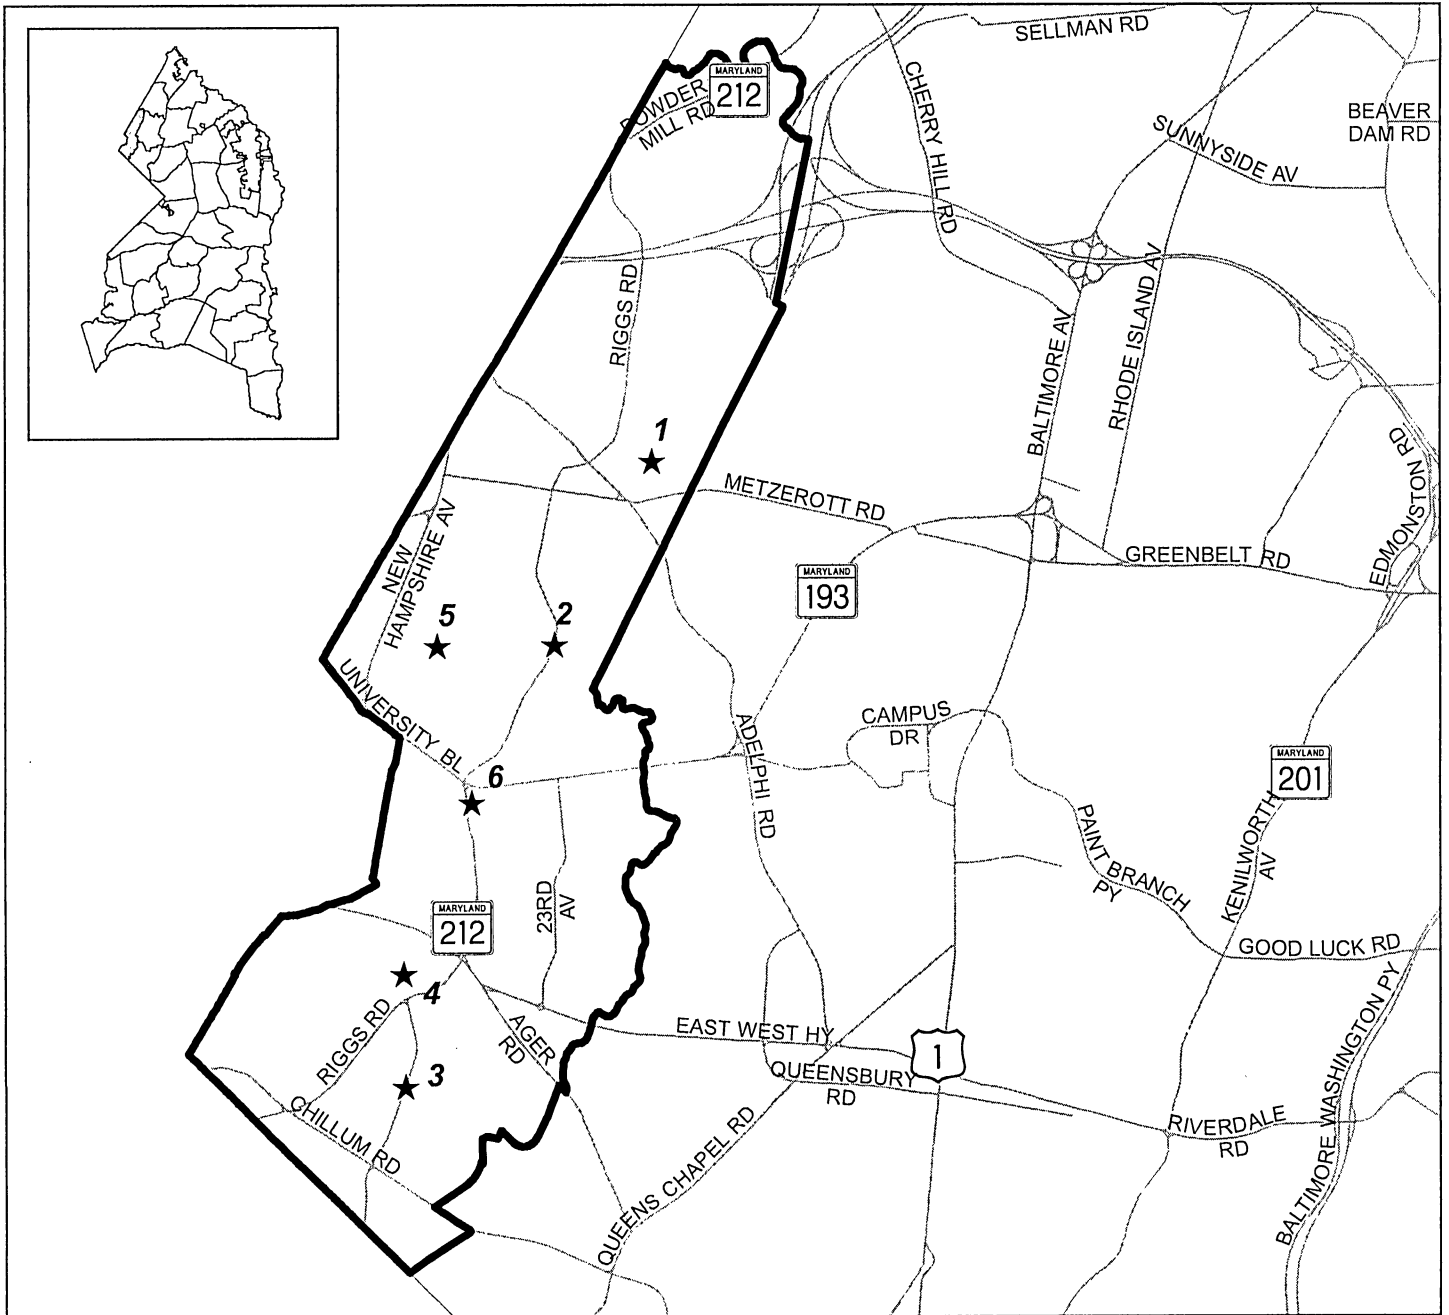 SELLMAN RD
MARYLAND
212
POWDER
MILL RD
CHERRY HILL RD
BEAVER
DAM RD
SUNNYSIDE AV
RIGGS RD
RHODE ISLAND AV
BALTIMORE AV
1
METZEROTT RD
EDMONSTON RD
NEW
HAMPSHIRE AV
GREENBELT RD
MARYLAND
193
5
2
UNIVERSITY BL
ADELPHI RD
CAMPUS
DR
MARYLAND
201
6
PAINT BRANCH
PY
KENILWORTH
AV
23RD
AV
MARYLAND
212
GOOD LUCK RD
4
RIGGS RD
AGER
RD
EAST WEST HY
1
BALTIMORE WASHINGTON PY
3
QUEENSBURY
RD
CHILLUM RD
RIVERDALE
RD
QUEENS CHAPEL RD